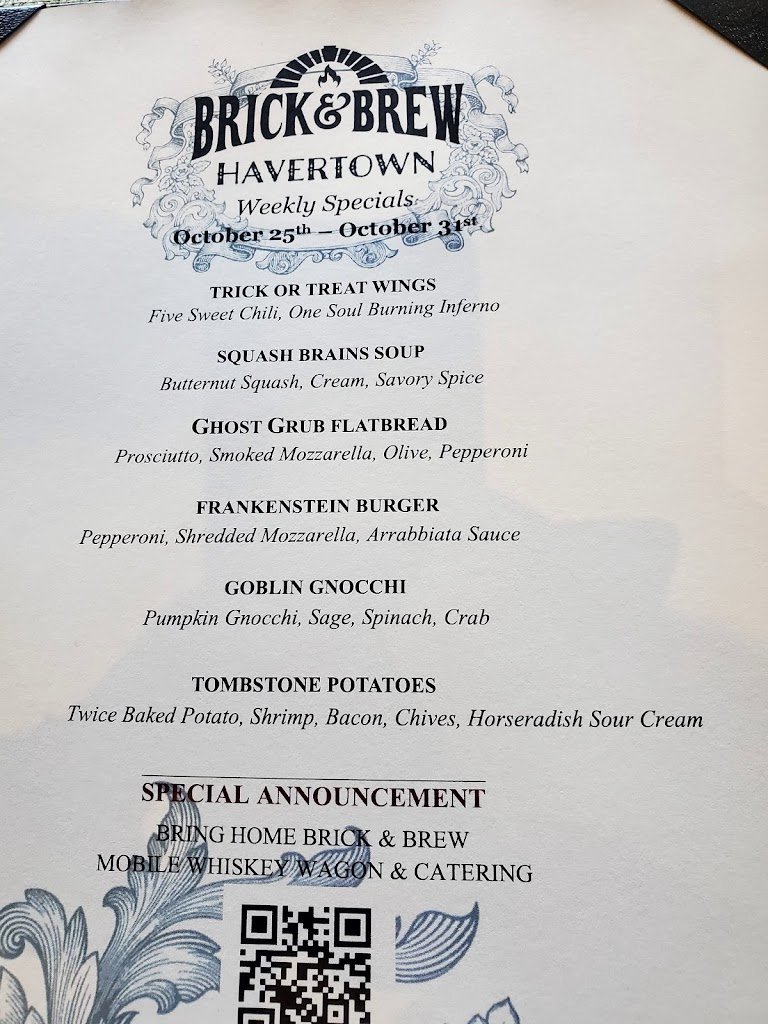 BRICK & BREW
HAVERTOWN
Weekly Specials
October 25th – October 31st
TRICK OR TREAT WINGS
Five Sweet Chili, One Soul Burning Inferno
SQUASH BRAINS SOUP
Butternut Squash, Cream, Savory Spice
GHOST GRUB FLATBREAD
Prosciutto, Smoked Mozzarella, Olive, Pepperoni
FRANKENSTEIN BURGER
Pepperoni, Shredded Mozzarella, Arrabbiata Sauce
GOBLIN GNOCCHI
Pumpkin Gnocchi, Sage, Spinach, Crab
TOMBSTONE POTATOES
Twice Baked Potato, Shrimp, Bacon, Chives, Horseradish Sour Cream
SPECIAL ANNOUNCEMENT
BRING HOME BRICK & BREW
MOBILE WHISKEY WAGON & CATERING